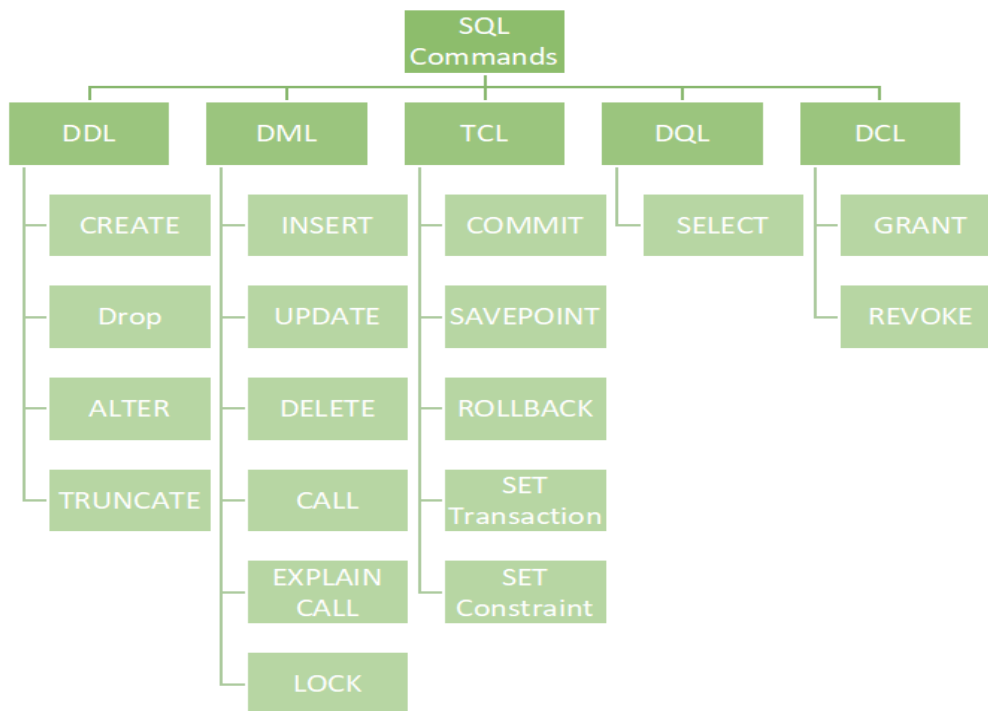 SQL
Commands
DDL
DML
TCL
DQL
DCL
CREATE
Drop
ALTER
TRUNCATE
INSERT
UPDATE
DELETE
CALL
EXPLAIN
CALL
LOCK
COMMIT
SAVEPOINT
ROLLBACK
SET
Transaction
SET
Constraint
SELECT
GRANT
REVOKE